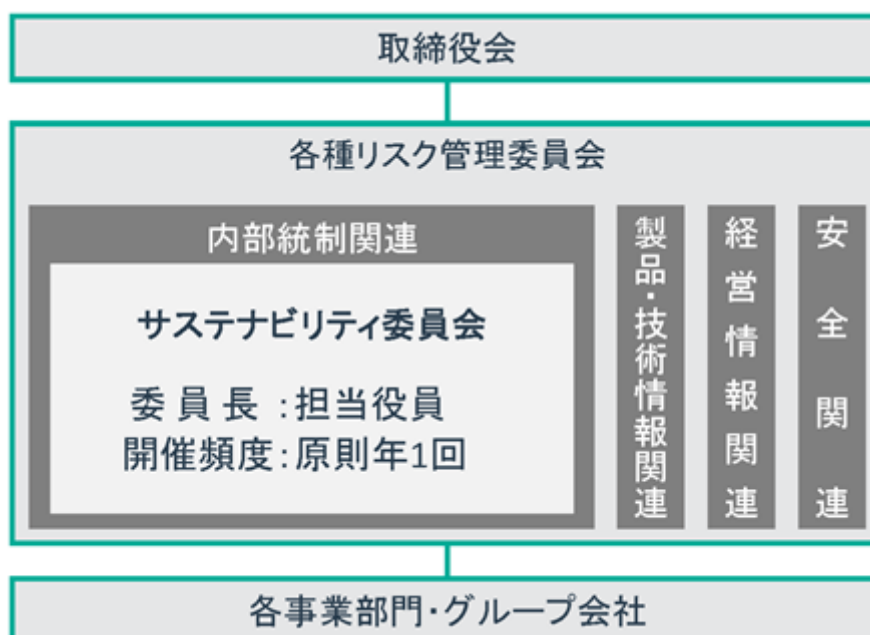 取締役会
各種リスク管理委員会
内部統制関連
サステナビリティ委員会
委員長:担当役員
開催頻度:原則年1回
製品・技術情報関連
経営情報関連
安全関連
各事業部門・グループ会社